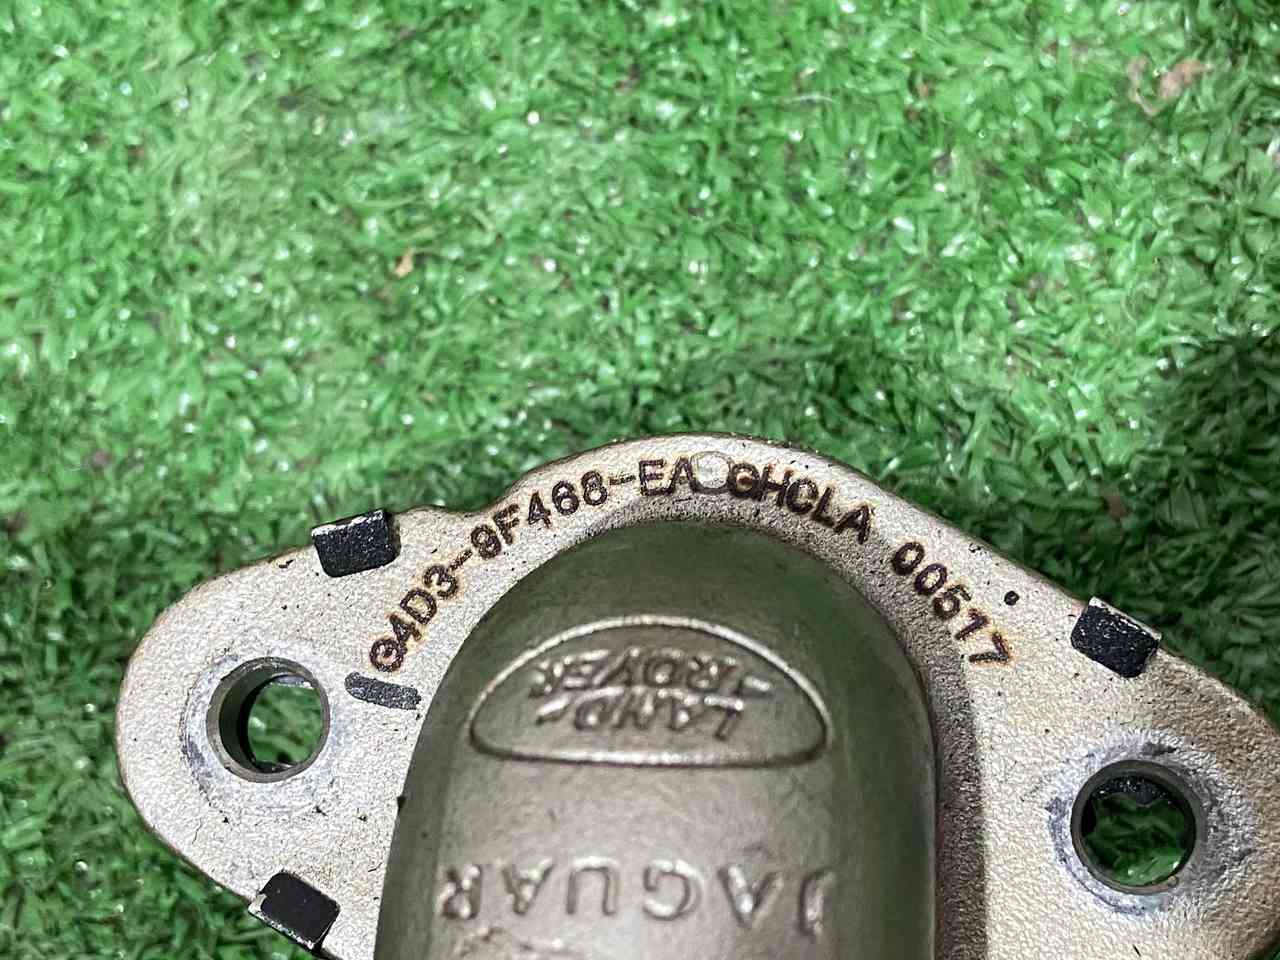 G4D3-9F468-EA GHCLA 00517
LAND-
-ROVER
JAGUAR